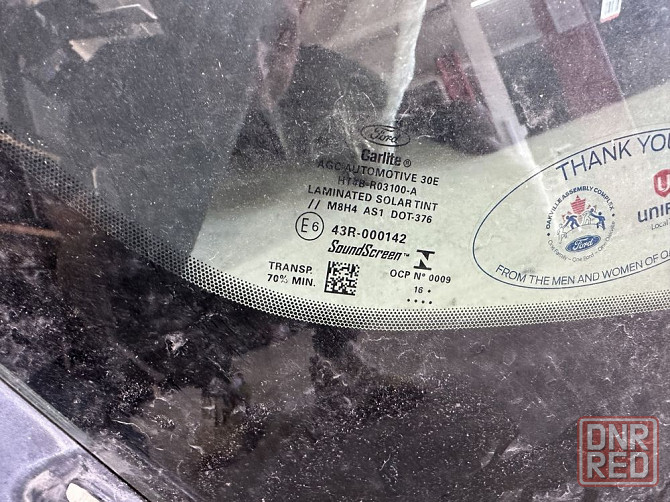 Ford
Carlite ®
AGC AUTOMOTIVE 30E
HT4B-R03100-A
LAMINATED SOLAR TINT
// M8H4 AS1 DOT-376
E6 43R-000142
SoundScreen™
TRANSP.
70% MIN.
OCP Nº 0009
16 •
• • • •
THANK YOU
OAKVILLE ASSEMBLY COMPLEX
Ford
UNIF
Local
FROM THE MEN AND WOMEN OF
DNR
RED